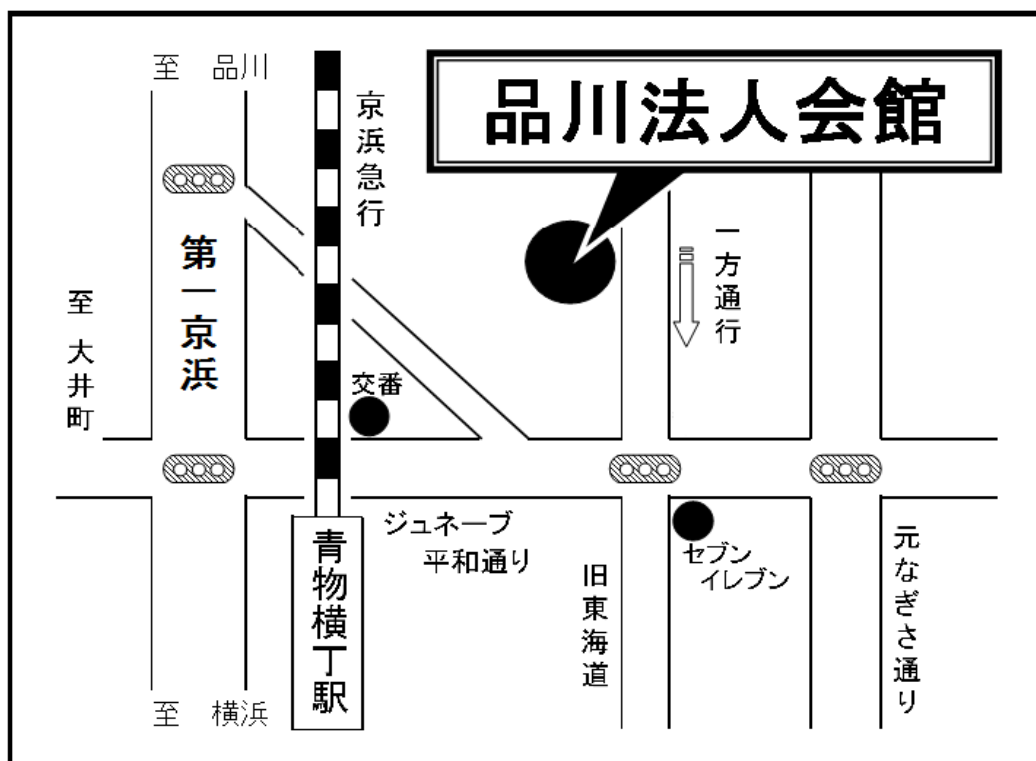 至 品川
京浜急行
品川法人会館
第一京浜
一方通行
至 大井町
交番
ジュネーブ
平和通り
セブン
イレブン
青物横丁駅
旧東海道
元なぎさ通り
至 横浜